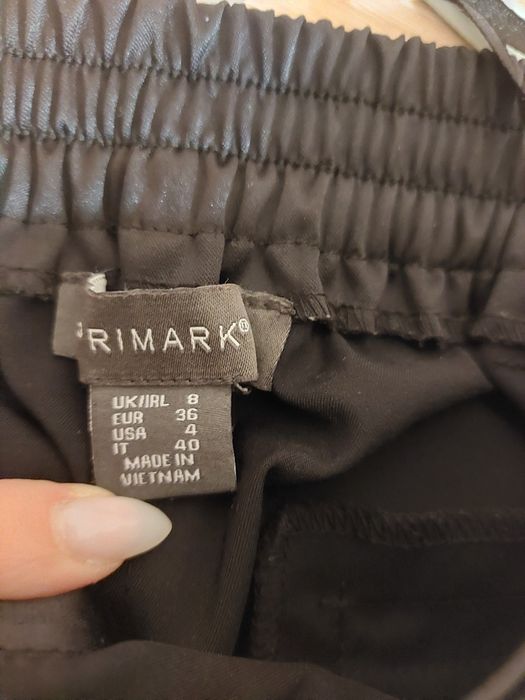 PRIMARK®
UK/IRL 8
EUR 36
USA 4
IT 40
MADE IN
VIETNAM